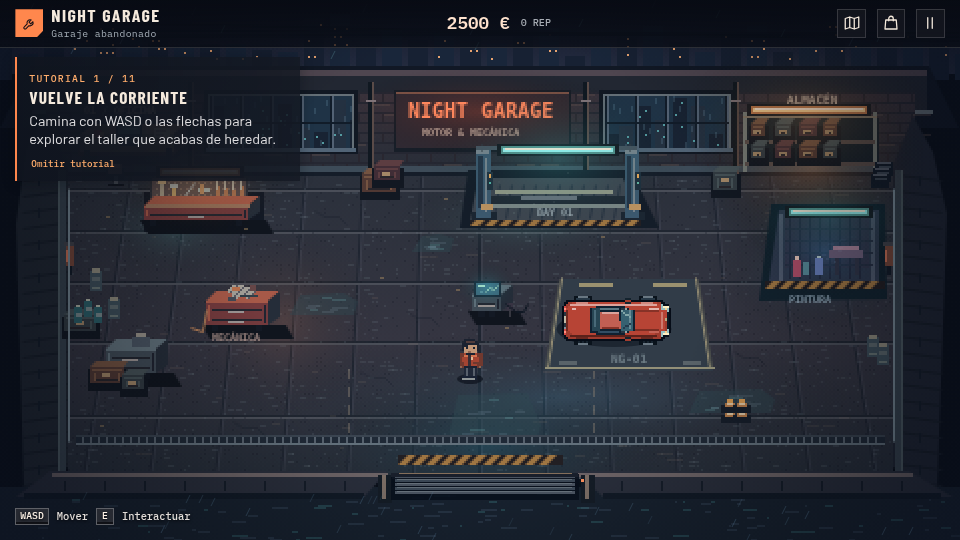 NIGHT GARAGE
Garaje abandonado
2500 €
0 REP
TUTORIAL 1 / 11
VUELVE LA CORRIENTE
Camina con WASD o las flechas para
explorar el taller que acabas de heredar.
Omitir tutorial
NIGHT GARAGE
MOTOR & MECÁNICA
ALMACÉN
BAY 01
PINTURA
MECÁNICA
NG-01
WASD Mover E Interactuar